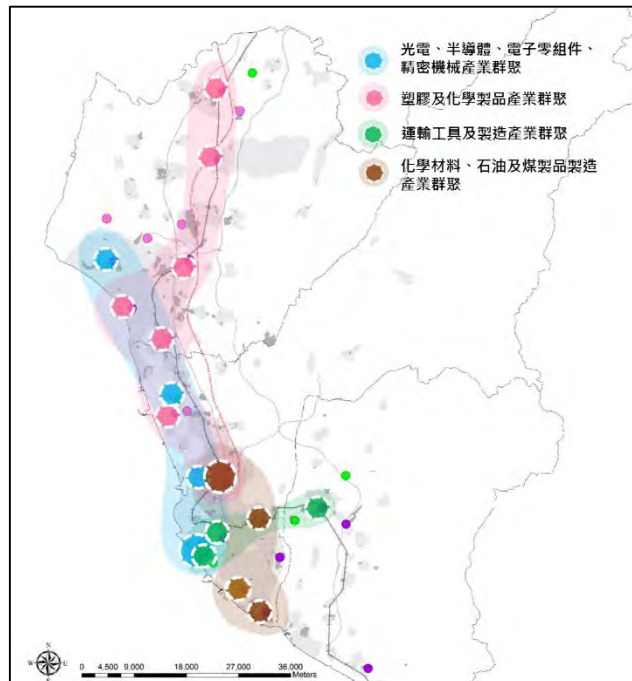 光電、半導體、電子零組件、
精密機械產業群聚
塑膠及化學製品產業群聚
運輸工具及製造產業群聚
化學材料、石油及煤製品製造
產業群聚
N
W E
S
0 4,500 9,000 18,000 27,000 36,000
Meters